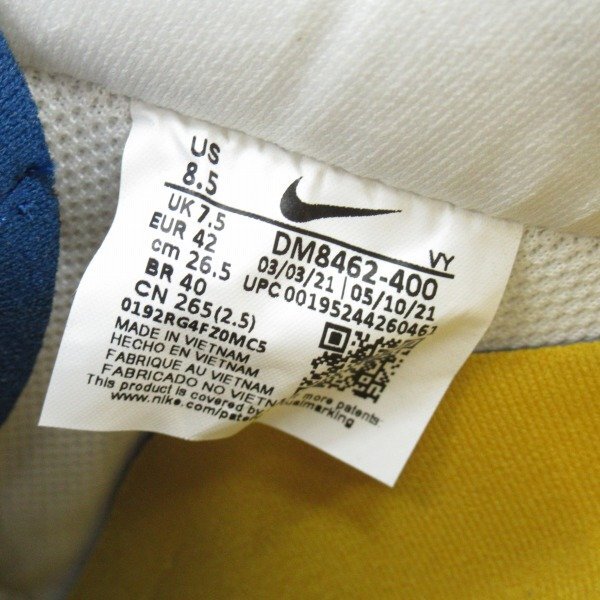 US
8.5
UK 7.5
EUR 42
cm 26.5
BR 40
CN 265(2.5)
0192RG4FZ0MC5
VY
DM8462-400
03/03/21 | 05/10/21
UPC 00195244260467
MADE IN VIETNAM
HECHO EN VIETNAM
FABRIQUE AU VIETNAM
FABRICADO NO VIETNAM
This product is covered by
more patents:
www.nike.com/pate